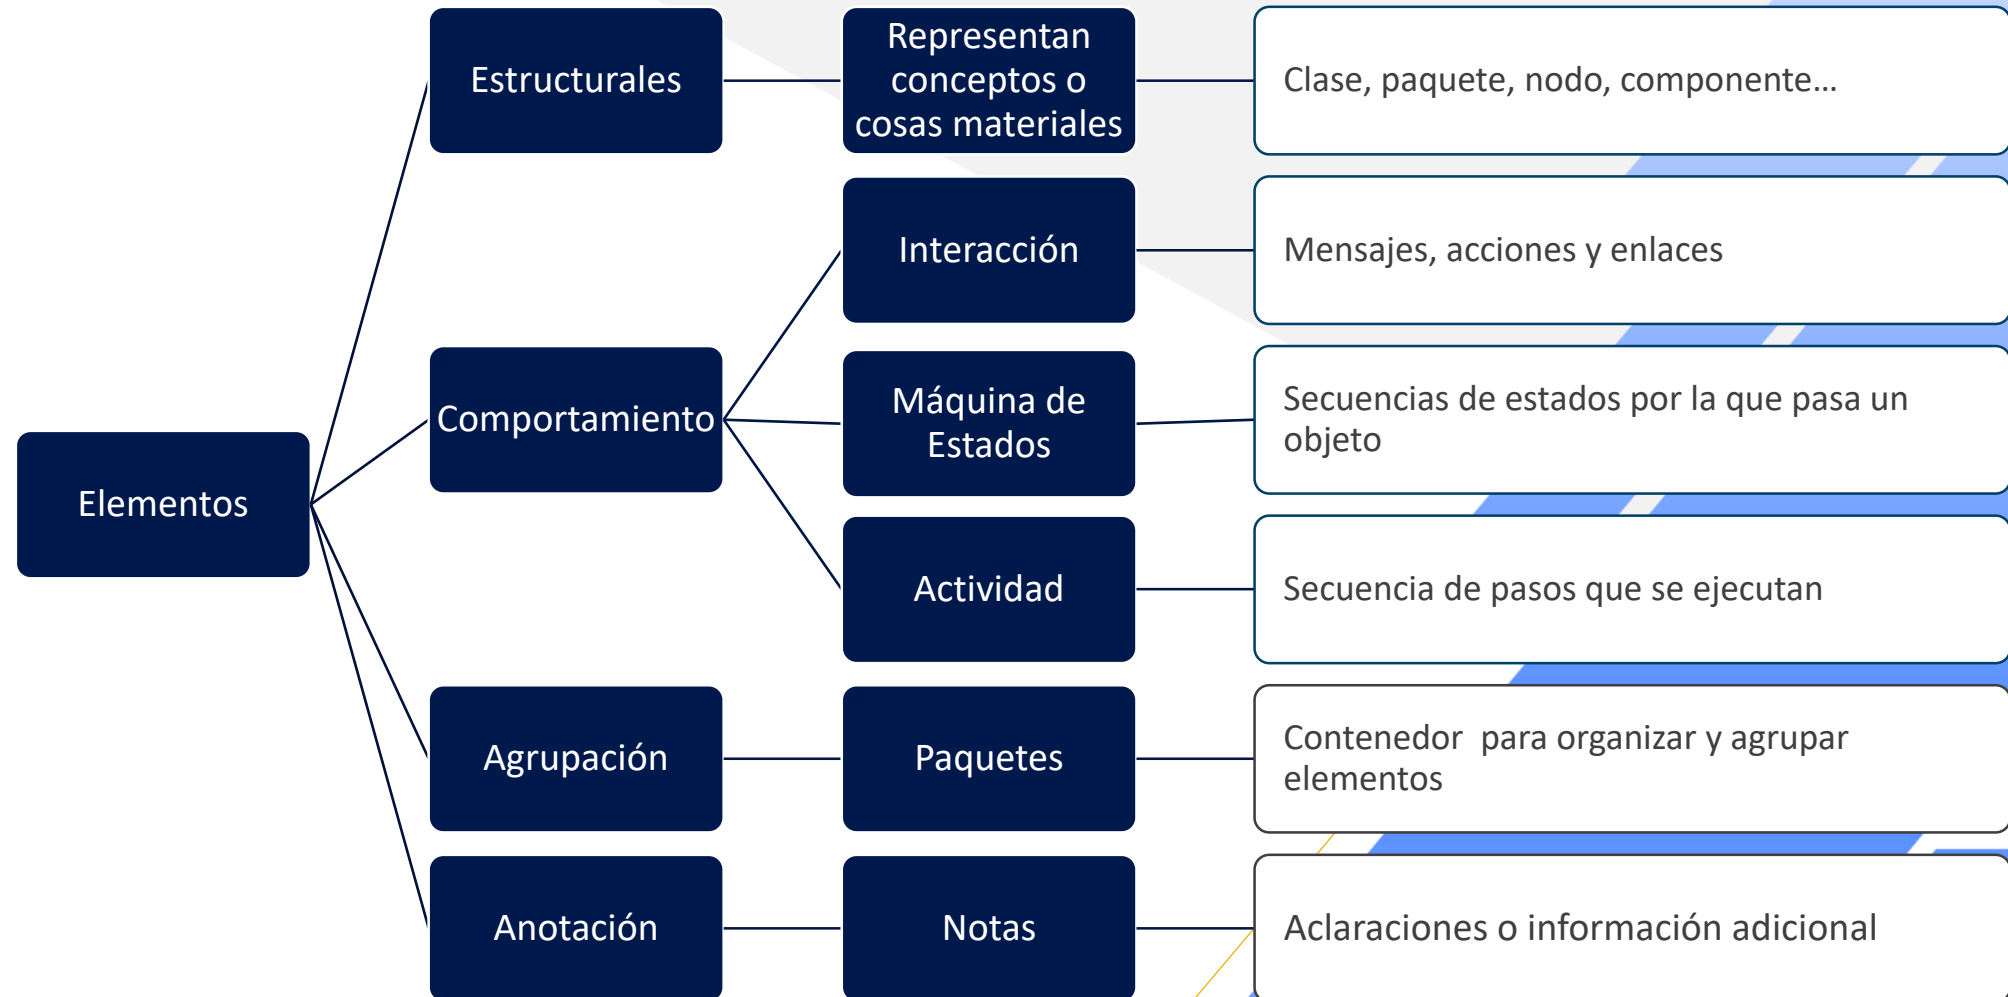 Estructurales
Representan
conceptos o
cosas materiales
Clase, paquete, nodo, componente...
Interacción
Mensajes, acciones y enlaces
Elementos
Comportamiento
Máquina de
Estados
Secuencias de estados por la que pasa un
objeto
Actividad
Secuencia de pasos que se ejecutan
Agrupación
Paquetes
Contenedor  para organizar y agrupar
elementos
Anotación
Notas
Aclaraciones o información adicional